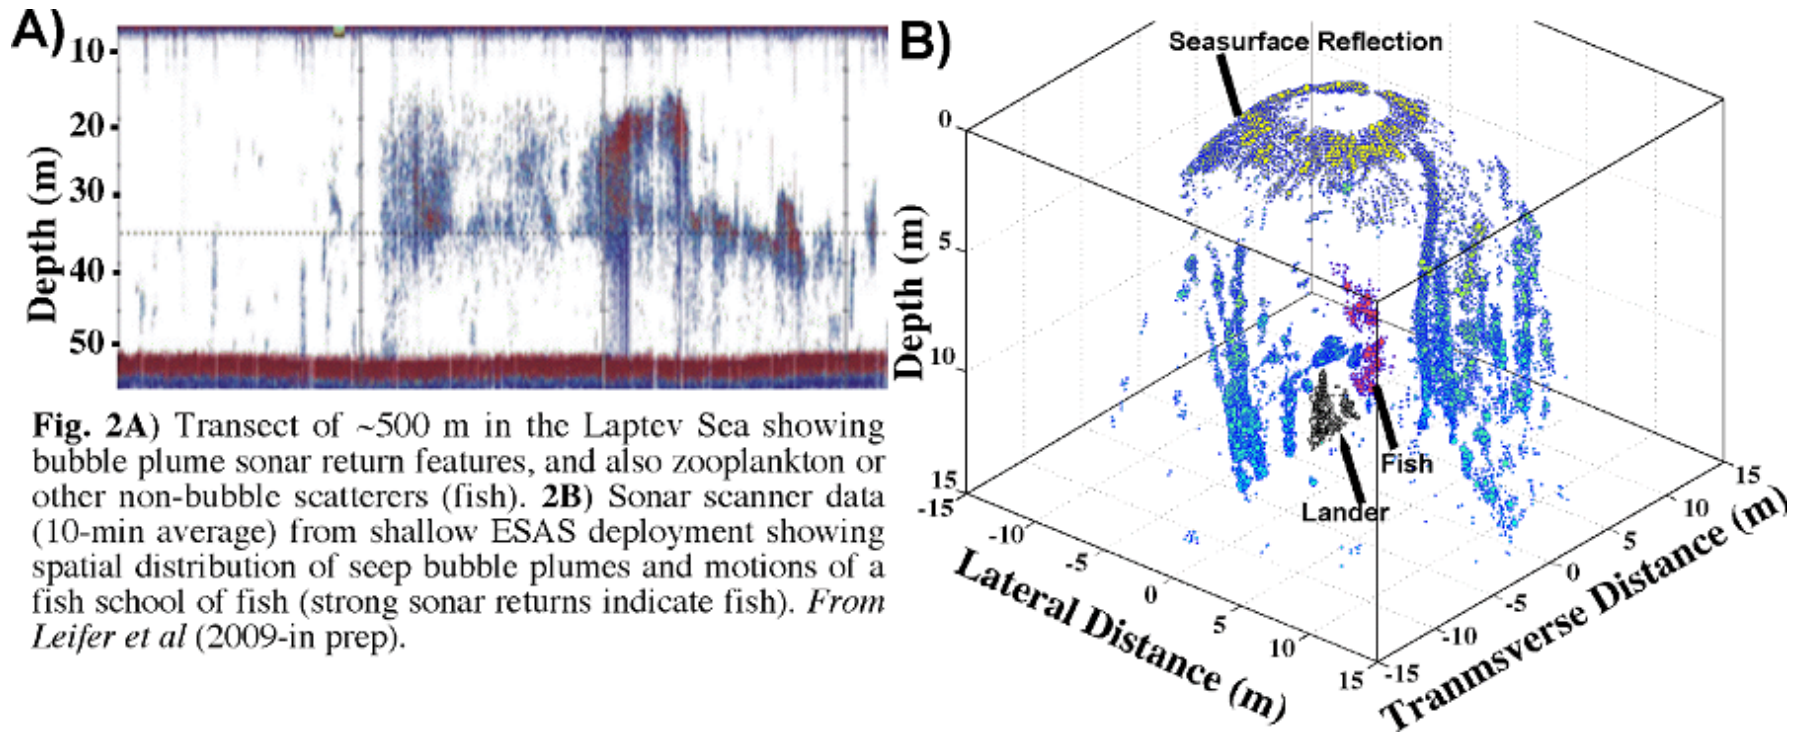 A)
10
20
30
40
50
Depth (m)
Fig. 2A) Transect of ~500 m in the Laptev Sea showing
bubble plume sonar return features, and also zooplankton or
other non-bubble scatterers (fish). 2B) Sonar scanner data
(10-min average) from shallow ESAS deployment showing
spatial distribution of seep bubble plumes and motions of a
fish school of fish (strong sonar returns indicate fish). From
Leifer et al (2009-in prep).
B)
Seasurface Reflection
0
5
10
15
Depth (m)
Fish
Lander
-15
-10
-5
0
5
10
15
Lateral Distance (m)
-15
-10
-5
0
5
10
15
Tranmsverse Distance (m)